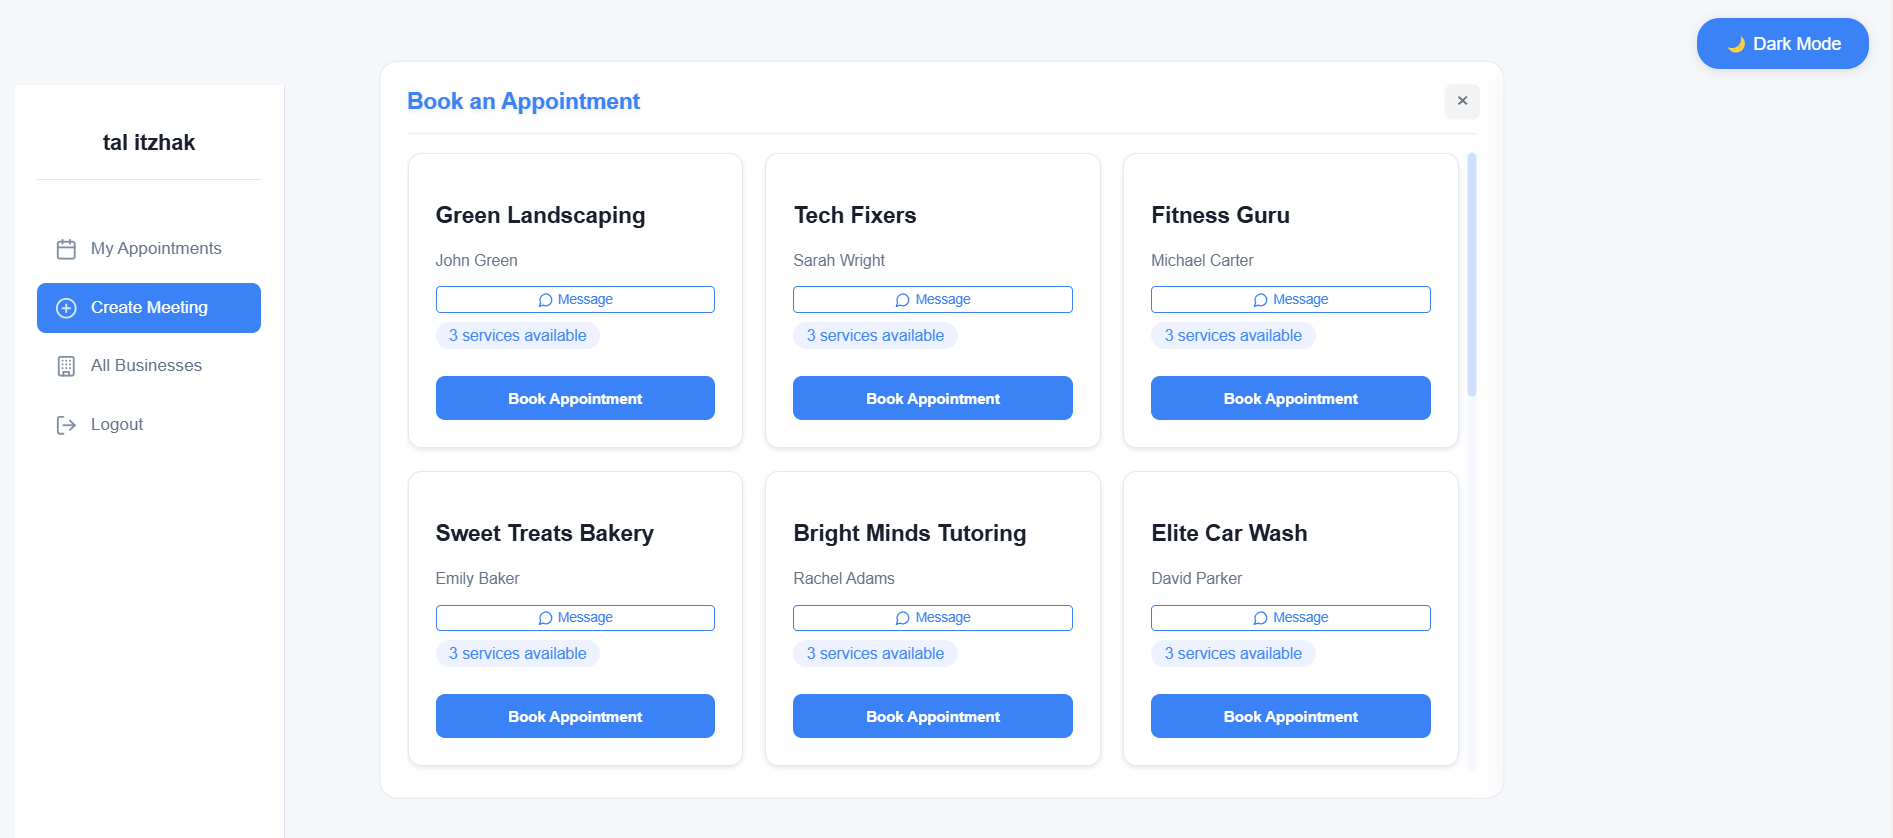 Dark Mode
tal itzhak
My Appointments
Create Meeting
All Businesses
Logout
Book an Appointment
×
Green Landscaping
John Green
Message
3 services available
Book Appointment
Tech Fixers
Sarah Wright
Message
3 services available
Book Appointment
Fitness Guru
Michael Carter
Message
3 services available
Book Appointment
Sweet Treats Bakery
Emily Baker
Message
3 services available
Book Appointment
Bright Minds Tutoring
Rachel Adams
Message
3 services available
Book Appointment
Elite Car Wash
David Parker
Message
3 services available
Book Appointment